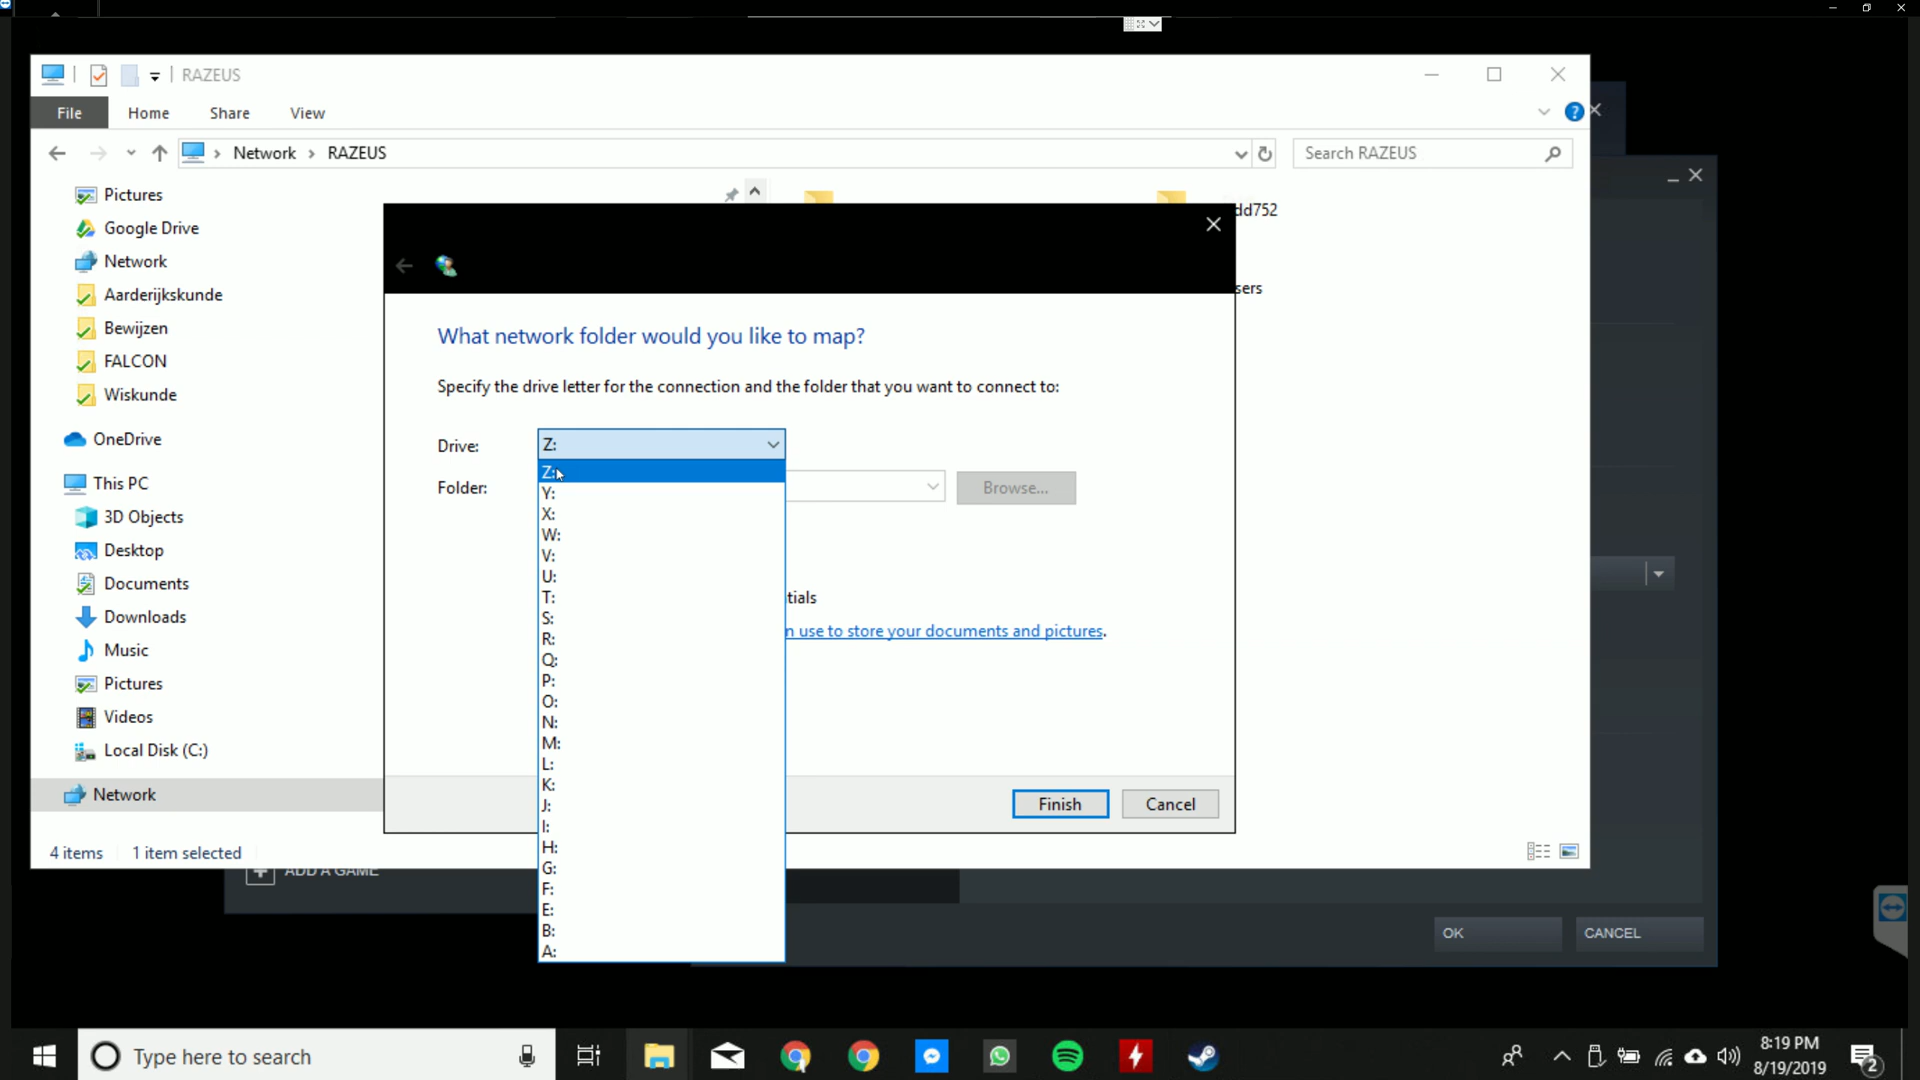 RAZEUS
File Home Share View
Network RAZEUS
Search RAZEUS
Pictures
Google Drive
Network
Aarderijkskunde
Bewijzen
FALCON
Wiskunde
OneDrive
This PC
3D Objects
Desktop
Documents
Downloads
Music
Pictures
Videos
Local Disk (C:)
Network
4 items 1 item selected
dd752
sers
What network folder would you like to map?
Specify the drive letter for the connection and the folder that you want to connect to:
Drive: Z:
Folder: Browse...
Z:
Y:
X:
W:
V:
U:
T:
S:
R:
Q:
P:
O:
N:
M:
L:
K:
J:
I:
H:
G:
F:
E:
B:
A:
tials
n use to store your documents and pictures.
Finish Cancel
ADD A GAME
OK CANCEL
Type here to search
8:19 PM
8/19/2019
2